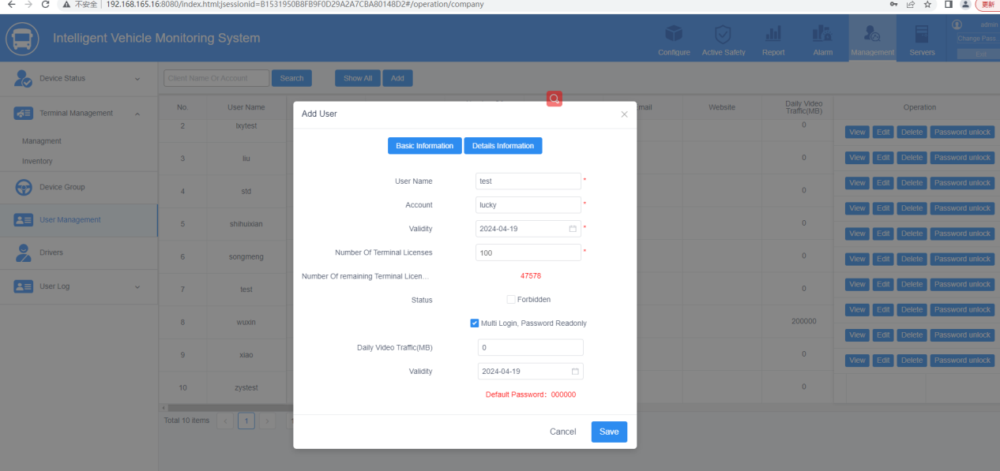 不安全 192.168.165.16:8080/index.html;jsessionid=B1531950B8FB9F0D29A2A7CBA80148D2#/operation/company 更新
Intelligent Vehicle Monitoring System
Configure Active Safety Report Alarm Management Servers
admin
Change Pass
Exit
Device Status
Terminal Management
Managment
Inventory
Device Group
User Management
Drivers
User Log
Client Name Or Account Search Show All Add
No. User Name Website Daily Video Traffic(MB) Operation
2 lxytest 0 View Edit Delete Password unlock
3 liu 0 View Edit Delete Password unlock
4 std 0 View Edit Delete Password unlock
5 shihuixian 0 View Edit Delete Password unlock
6 songmeng 0 View Edit Delete Password unlock
7 test 0 View Edit Delete Password unlock
8 wuxin 200000 View Edit Delete Password unlock
9 xiao 0 View Edit Delete Password unlock
10 zystest 0 View Edit Delete Password unlock
View Edit Delete Password unlock
Total 10 items < 1 > 1
Add User
Basic Information Details Information
User Name test *
Account lucky *
Validity 2024-04-19 *
Number Of Terminal Licenses 100 *
Number Of remaining Terminal Licen... 47578
Status Forbidden
Multi Login, Password Readonly
Daily Video Traffic(MB) 0
Validity 2024-04-19
Default Password：000000
Cancel Save